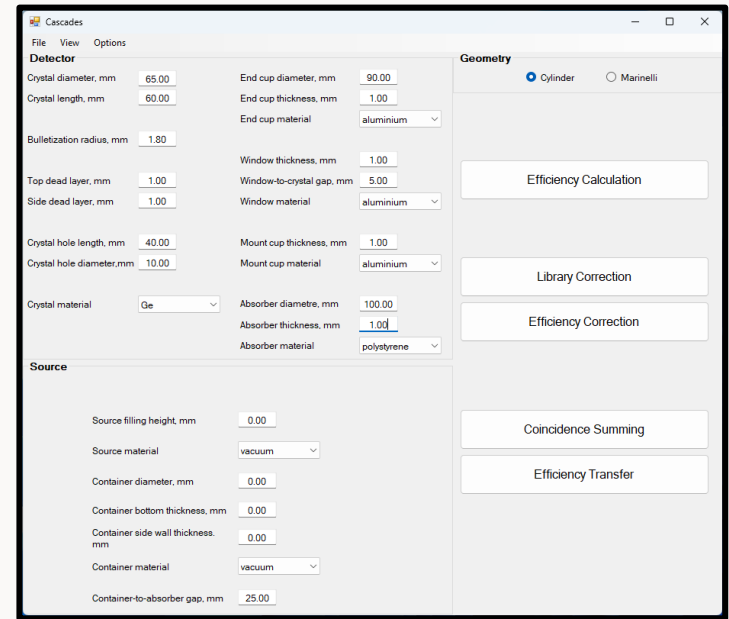 Cascades
File View Options
Detector
Crystal diameter, mm 65.00 End cup diameter, mm 90.00
Crystal length, mm 60.00 End cup thickness, mm 1.00
End cup material aluminium
Bulletization radius, mm 1.80
Window thickness, mm 1.00
Top dead layer, mm 1.00 Window-to-crystal gap, mm 5.00
Side dead layer, mm 1.00 Window material aluminium
Crystal hole length, mm 40.00 Mount cup thickness, mm 1.00
Crystal hole diameter,mm 10.00 Mount cup material aluminium
Crystal material Ge Absorber diametre, mm 100.00
Absorber thickness, mm 1.00
Absorber material polystyrene
Source
Source filling height, mm 0.00
Source material vacuum
Container diameter, mm 0.00
Container bottom thickness, mm 0.00
Container side wall thickness.
mm 0.00
Container material vacuum
Container-to-absorber gap, mm 25.00
Geometry
Cylinder Marinelli
Efficiency Calculation
Library Correction
Efficiency Correction
Coincidence Summing
Efficiency Transfer